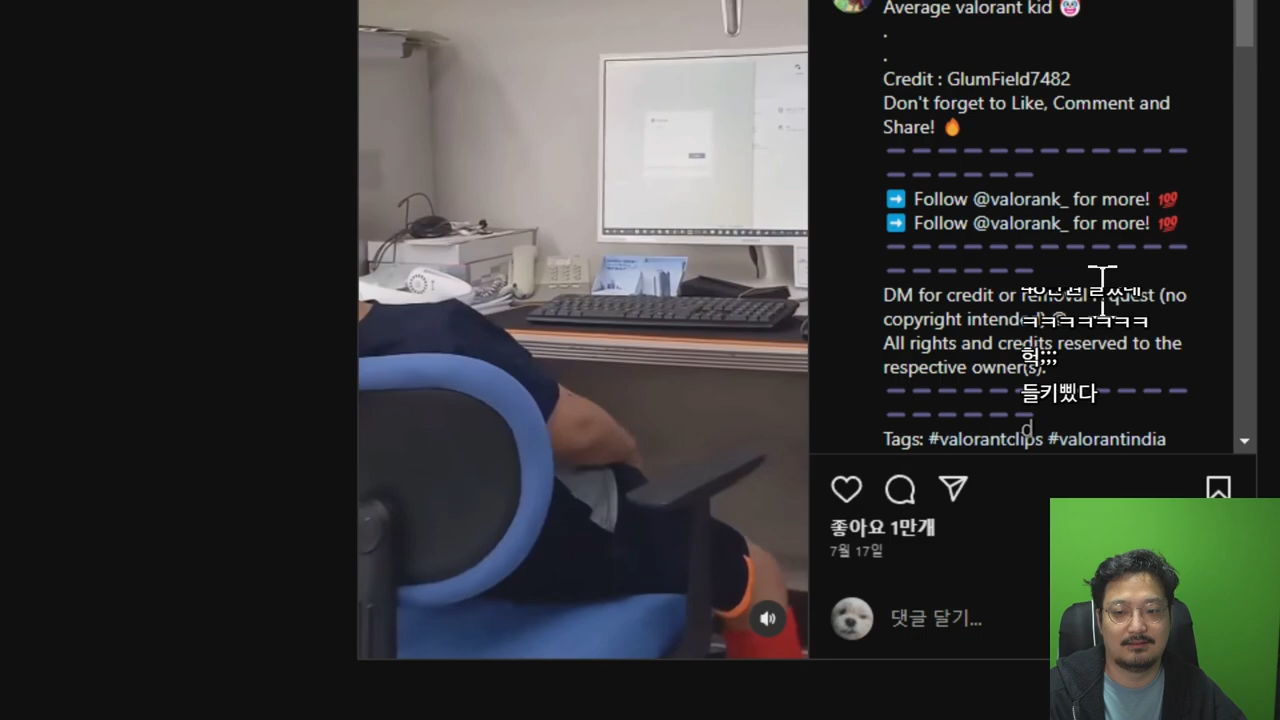 Average valorant kid 🤡
.
.
Credit : GlumField7482
Don't forget to Like, Comment and
Share! 🔥
➡️ Follow @valorank_ for more! 💯
➡️ Follow @valorank_ for more! 💯
DM for credit or (no
copyright
ㅋㅋㅋㅋㅋㅋㅋ
All rights and credits reserved to the
헉;;;
respective owner(s).
들키삤다
d
Tags: #valorantclips #valorantindia
좋아요 1만개
7월 17일
댓글 달기...